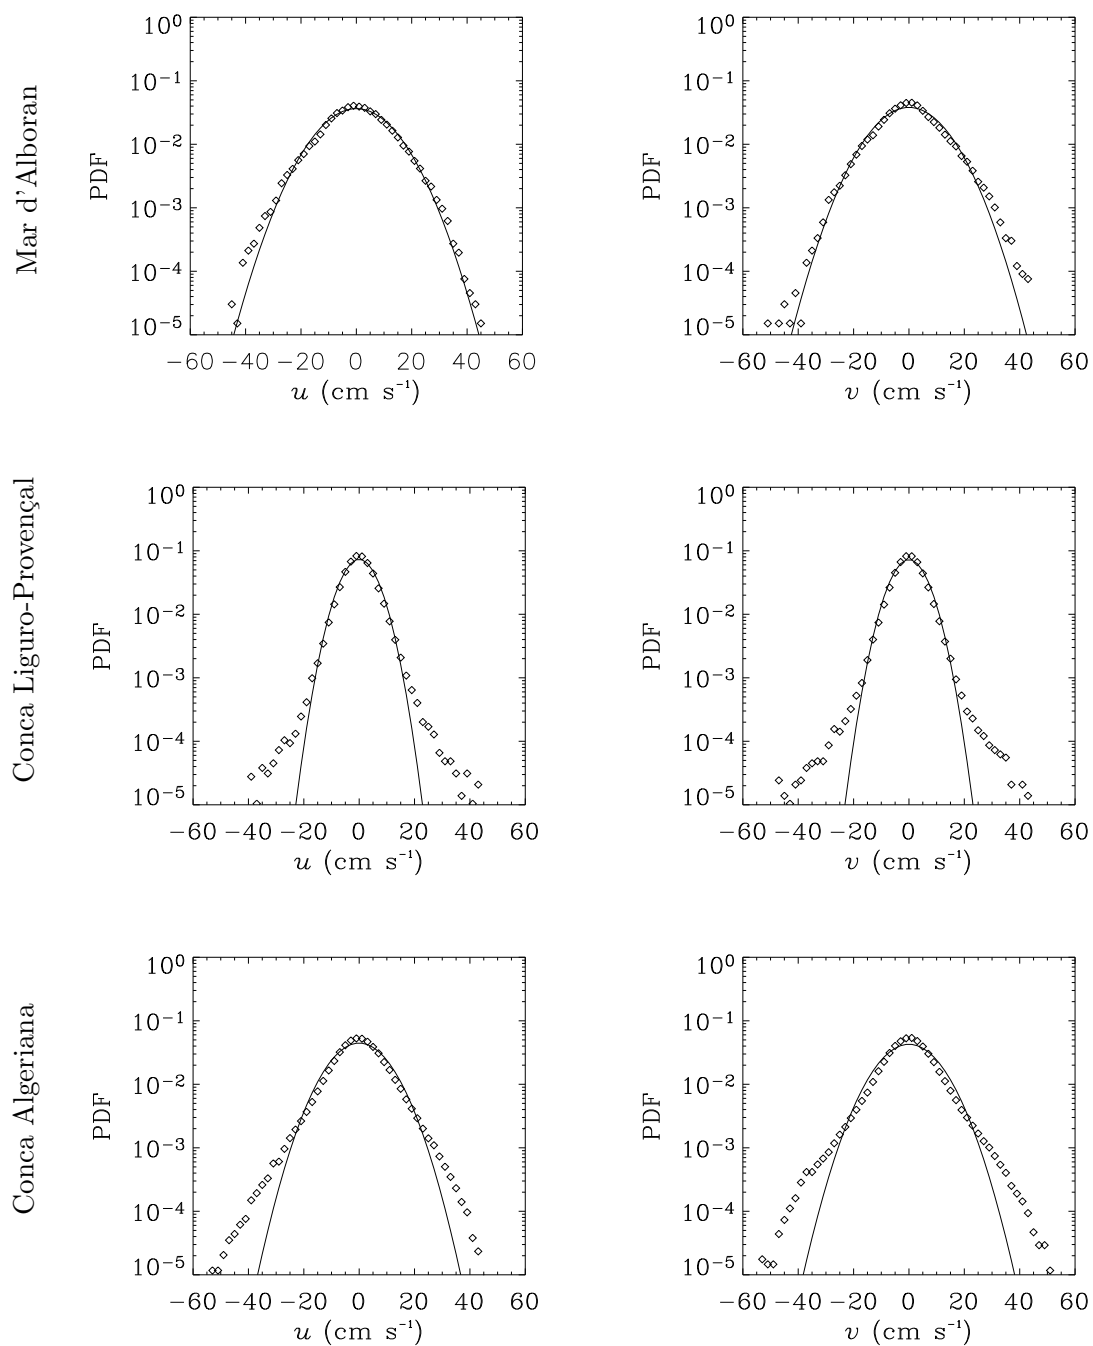 Mar d'Alboran
PDF
10⁰
10⁻¹
10⁻²
10⁻³
10⁻⁴
10⁻⁵
−60 −40 −20 0 20 40 60
u (cm s⁻¹)
PDF
10⁰
10⁻¹
10⁻²
10⁻³
10⁻⁴
10⁻⁵
−60 −40 −20 0 20 40 60
v (cm s⁻¹)
Conca Liguro-Provençal
PDF
10⁰
10⁻¹
10⁻²
10⁻³
10⁻⁴
10⁻⁵
−60 −40 −20 0 20 40 60
u (cm s⁻¹)
PDF
10⁰
10⁻¹
10⁻²
10⁻³
10⁻⁴
10⁻⁵
−60 −40 −20 0 20 40 60
v (cm s⁻¹)
Conca Algeriana
PDF
10⁰
10⁻¹
10⁻²
10⁻³
10⁻⁴
10⁻⁵
−60 −40 −20 0 20 40 60
u (cm s⁻¹)
PDF
10⁰
10⁻¹
10⁻²
10⁻³
10⁻⁴
10⁻⁵
−60 −40 −20 0 20 40 60
v (cm s⁻¹)